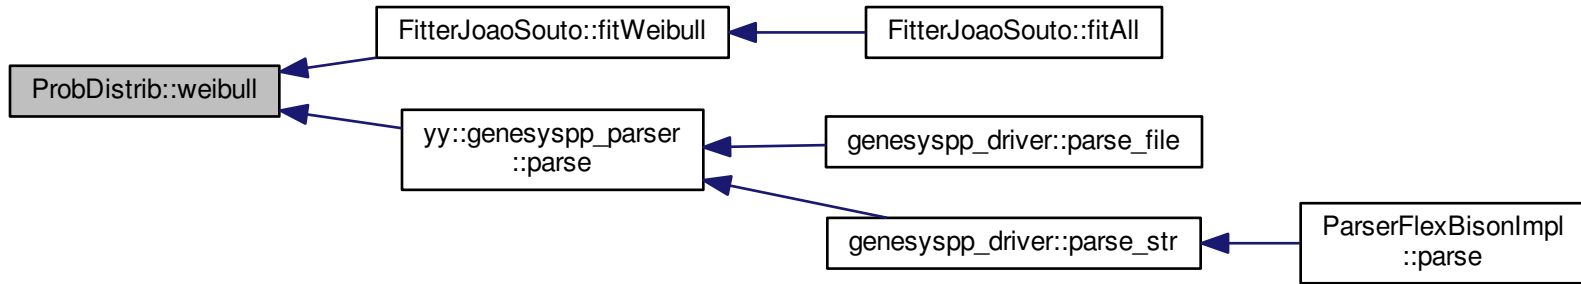 ProbDistrib::weibull
FitterJoaoSouto::fitWeibull
FitterJoaoSouto::fitAll
yy::genesyspp_parser
::parse
genesyspp_driver::parse_file
genesyspp_driver::parse_str
ParserFlexBisonImpl
::parse